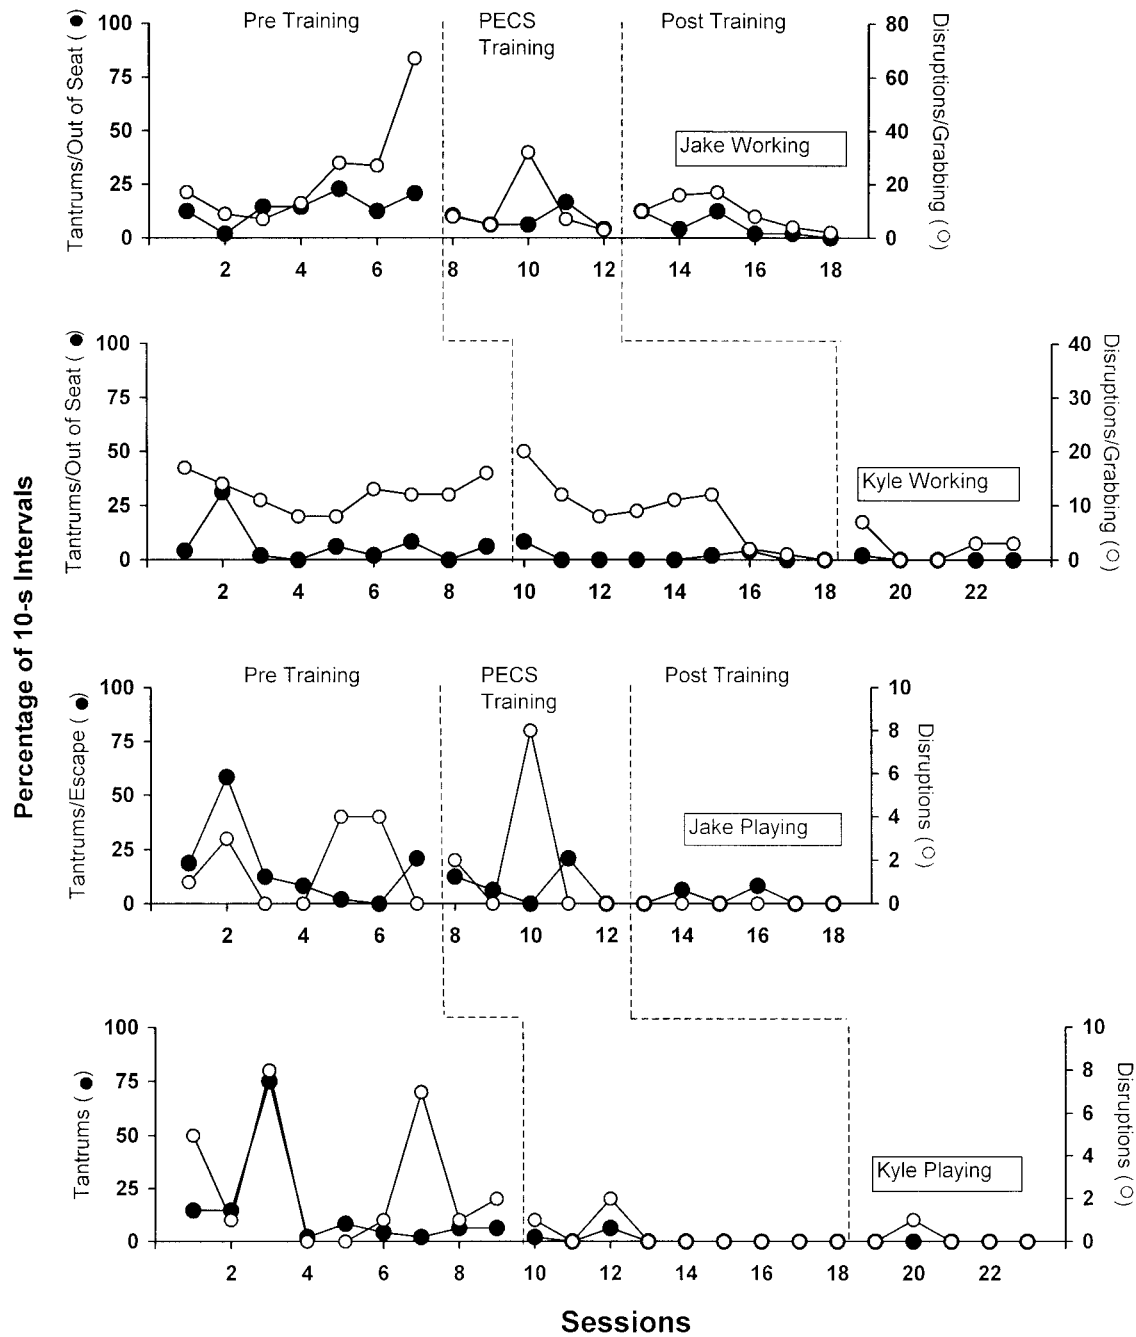 Pre Training
PECS
Training
Post Training
100
75
50
25
0
Tantrums/Out of Seat ( ● )
80
60
40
20
0
Disruptions/Grabbing ( ○ )
Jake Working
2 4 6 8 10 12 14 16 18
100
75
50
25
0
Tantrums/Out of Seat ( ● )
40
30
20
10
0
Disruptions/Grabbing ( ○ )
Kyle Working
2 4 6 8 10 12 14 16 18 20 22
Percentage of 10-s Intervals
Pre Training
PECS
Training
Post Training
100
75
50
25
0
Tantrums/Escape ( ● )
10
8
6
4
2
0
Disruptions ( ○ )
Jake Playing
2 4 6 8 10 12 14 16 18
100
75
50
25
0
Tantrums ( ● )
10
8
6
4
2
0
Disruptions ( ○ )
Kyle Playing
2 4 6 8 10 12 14 16 18 20 22
Sessions